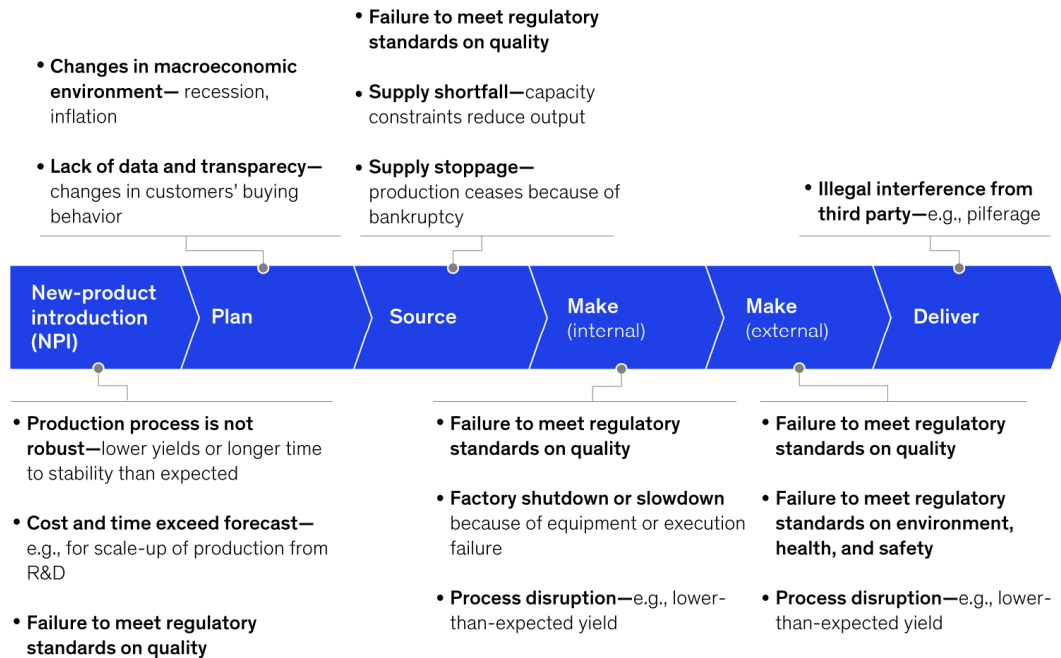 • Changes in macroeconomic
environment— recession,
inflation
• Lack of data and transparecy—
changes in customers’ buying
behavior
• Failure to meet regulatory
standards on quality
• Supply shortfall—capacity
constraints reduce output
• Supply stoppage—
production ceases because of
bankruptcy
• Illegal interference from
third party—e.g., pilferage
New-product
introduction
(NPI)
Plan
Source
Make
(internal)
Make
(external)
Deliver
• Production process is not
robust—lower yields or longer time
to stability than expected
• Cost and time exceed forecast—
e.g., for scale-up of production from
R&D
• Failure to meet regulatory
standards on quality
• Failure to meet regulatory
standards on quality
• Factory shutdown or slowdown
because of equipment or execution
failure
• Process disruption—e.g., lower-
than-expected yield
• Failure to meet regulatory
standards on quality
• Failure to meet regulatory
standards on environment,
health, and safety
• Process disruption—e.g., lower-
than-expected yield